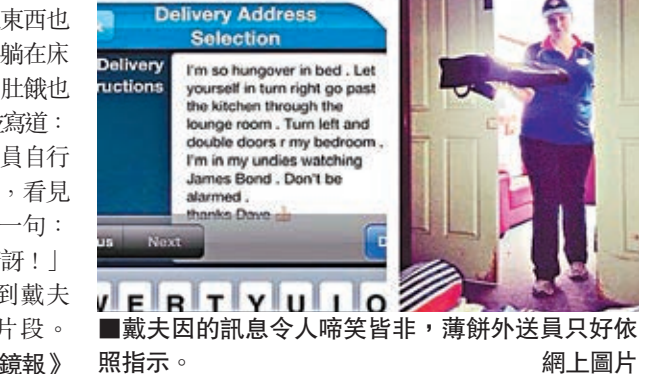 東西也
躺在床
肚餓也
寫道：
員自行
，看見
一句：
訝！」
到戴夫
片段。
鏡報》
Delivery Address
Selection
Delivery
ructions
I'm so hungover in bed . Let
yourself in turn right go past
the kitchen through the
lounge room . Turn left and
double doors r my bedroom .
I'm in my undies watching
James Bond . Don't be
alarmed .
thanks Dave 👍
us Next D
W E R T Y U I O
■戴夫因的訊息令人啼笑皆非，薄餅外送員只好依
照指示。 網上圖片